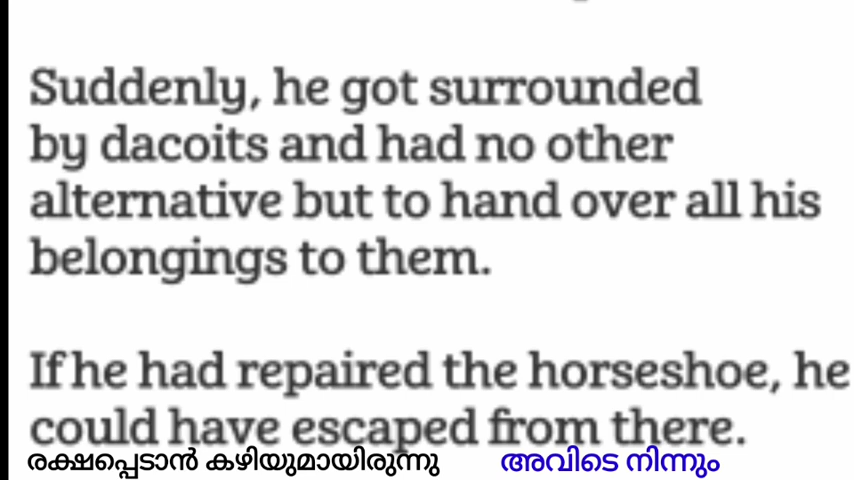 Suddenly, he got surrounded
by dacoits and had no other
alternative but to hand over all his
belongings to them.
If he had repaired the horseshoe, he
could have escaped from there.
രക്ഷപ്പെടാൻ കഴിയുമായിരുന്നു അവിടെ നിന്നും